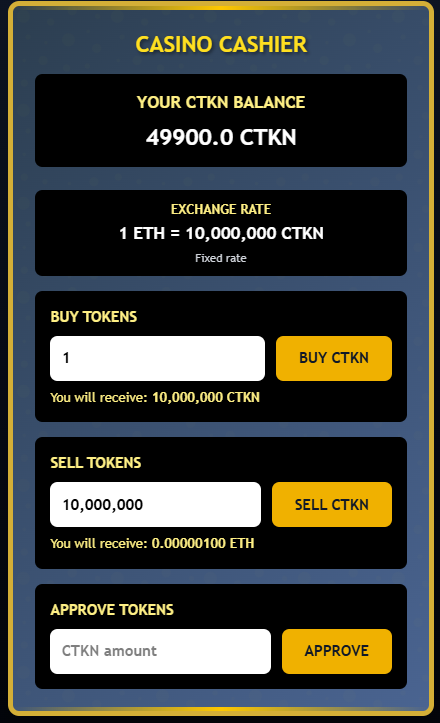 CASINO CASHIER
YOUR CTKN BALANCE
49900.0 CTKN
EXCHANGE RATE
1 ETH = 10,000,000 CTKN
Fixed rate
BUY TOKENS
1
BUY CTKN
You will receive: 10,000,000 CTKN
SELL TOKENS
10,000,000
SELL CTKN
You will receive: 0.00000100 ETH
APPROVE TOKENS
CTKN amount
APPROVE